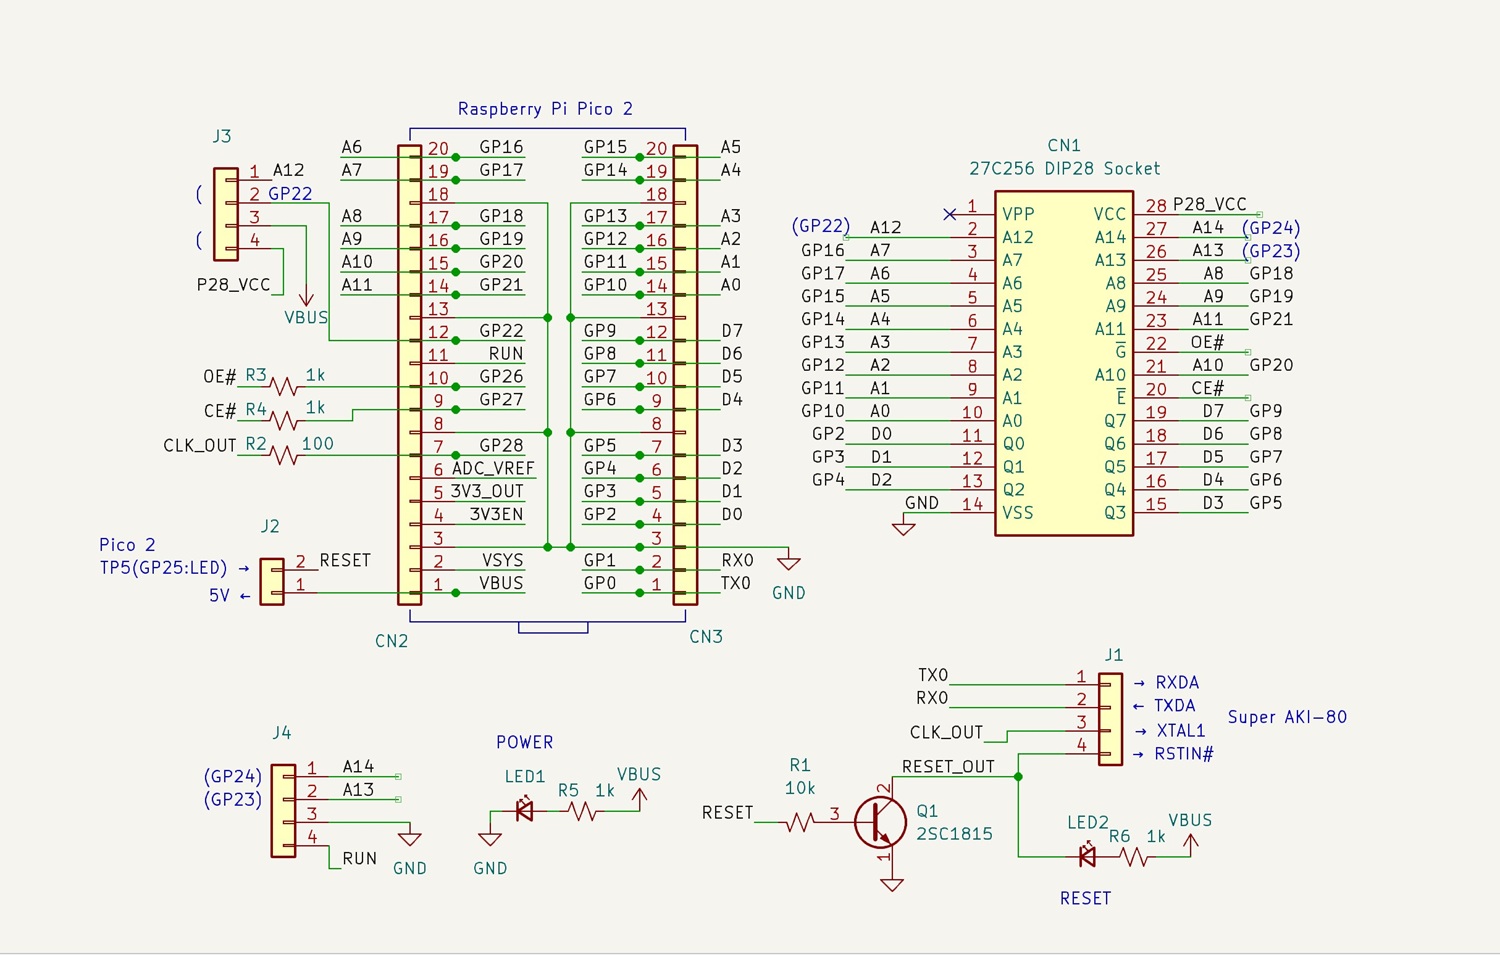 Raspberry Pi Pico 2
J3
1 A12
( 2 GP22
3
( 4
P28_VCC
VBUS
OE# R3 1k
CE# R4 1k
CLK_OUT R2 100
J2
Pico 2
TP5(GP25:LED) →
5V ←
2 RESET
1
A6 20 GP16
A7 19 GP17
18
A8 17 GP18
A9 16 GP19
A10 15 GP20
A11 14 GP21
13
12 GP22
11 RUN
10 GP26
9 GP27
8
7 GP28
6 ADC_VREF
5 3V3_OUT
4 3V3EN
3
2 VSYS
1 VBUS
CN2
GP15 20 A5
GP14 19 A4
18
GP13 17 A3
GP12 16 A2
GP11 15 A1
GP10 14 A0
13
GP9 12 D7
GP8 11 D6
GP7 10 D5
GP6 9 D4
8
GP5 7 D3
GP4 6 D2
GP3 5 D1
GP2 4 D0
3
GP1 2 RX0
GP0 1 TX0
GND
CN3
CN1
27C256 DIP28 Socket
1 VPP VCC 28 P28_VCC
(GP22) A12 2 A12 A14 27 A14 (GP24)
GP16 A7 3 A7 A13 26 A13 (GP23)
GP17 A6 4 A6 A8 25 A8 GP18
GP15 A5 5 A5 A9 24 A9 GP19
GP14 A4 6 A4 A11 23 A11 GP21
GP13 A3 7 A3 G 22 OE#
GP12 A2 8 A2 A10 21 A10 GP20
GP11 A1 9 A1 E 20 CE#
GP10 A0 10 A0 Q7 19 D7 GP9
GP2 D0 11 Q0 Q6 18 D6 GP8
GP3 D1 12 Q1 Q5 17 D5 GP7
GP4 D2 13 Q2 Q4 16 D4 GP6
GND 14 VSS Q3 15 D3 GP5
J4
(GP24) 1 A14
(GP23) 2 A13
3
4
RUN
GND
POWER
LED1 R5 1k VBUS
GND
J1
TX0 1 → RXDA
RX0 2 ← TXDA
CLK_OUT 3 → XTAL1
4 → RSTIN#
Super AKI-80
RESET_OUT
R1
10k
RESET
3
2
1
Q1
2SC1815
LED2 R6 1k VBUS
RESET